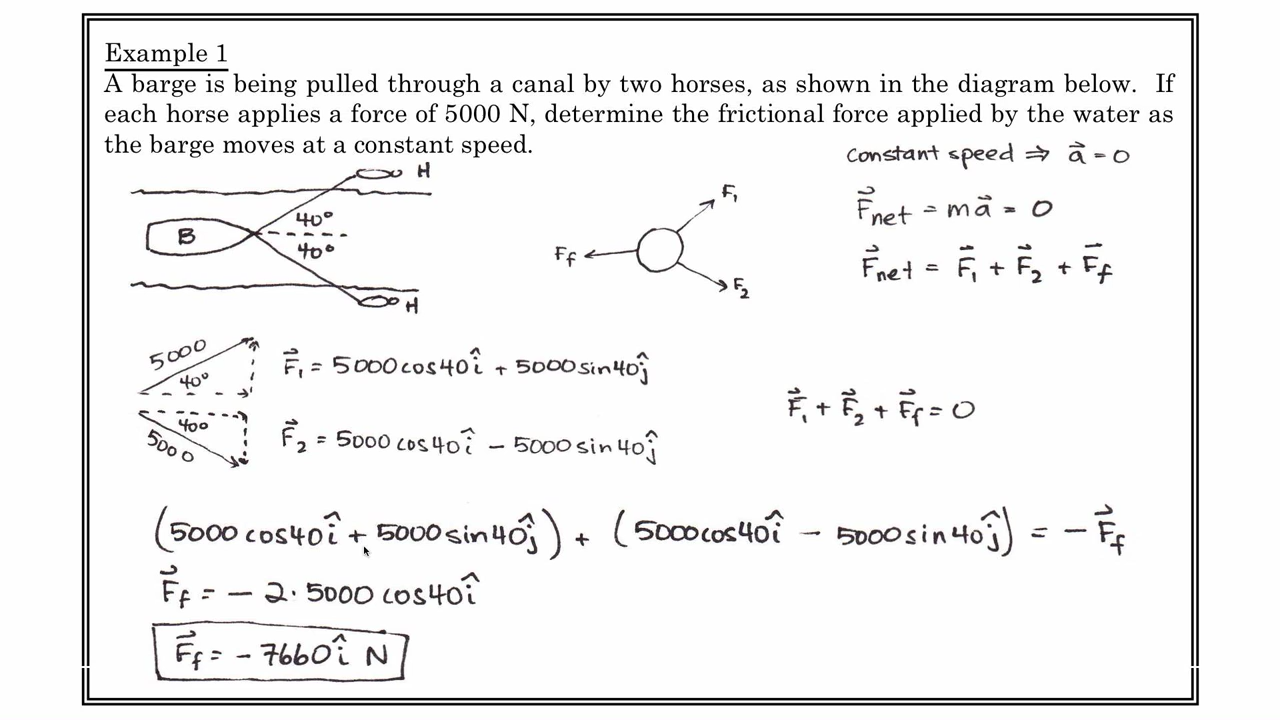 Example 1
A barge is being pulled through a canal by two horses, as shown in the diagram below. If
each horse applies a force of 5000 N, determine the frictional force applied by the water as
the barge moves at a constant speed.
constant speed ⇒ a⃗ = 0
H
40°
B
40°
H
F₁
Ff
F₂
F⃗net = ma⃗ = 0
F⃗net = F⃗₁ + F⃗₂ + F⃗f
5000
40°
F⃗₁ = 5000cos40î + 5000sin40ĵ
40°
5000
F⃗₂ = 5000cos40î − 5000sin40ĵ
F⃗₁ + F⃗₂ + F⃗f = 0
(5000cos40î + 5000sin40ĵ) + (5000cos40î − 5000sin40ĵ) = −F⃗f
F⃗f = − 2·5000cos40î
F⃗f = − 7660î N